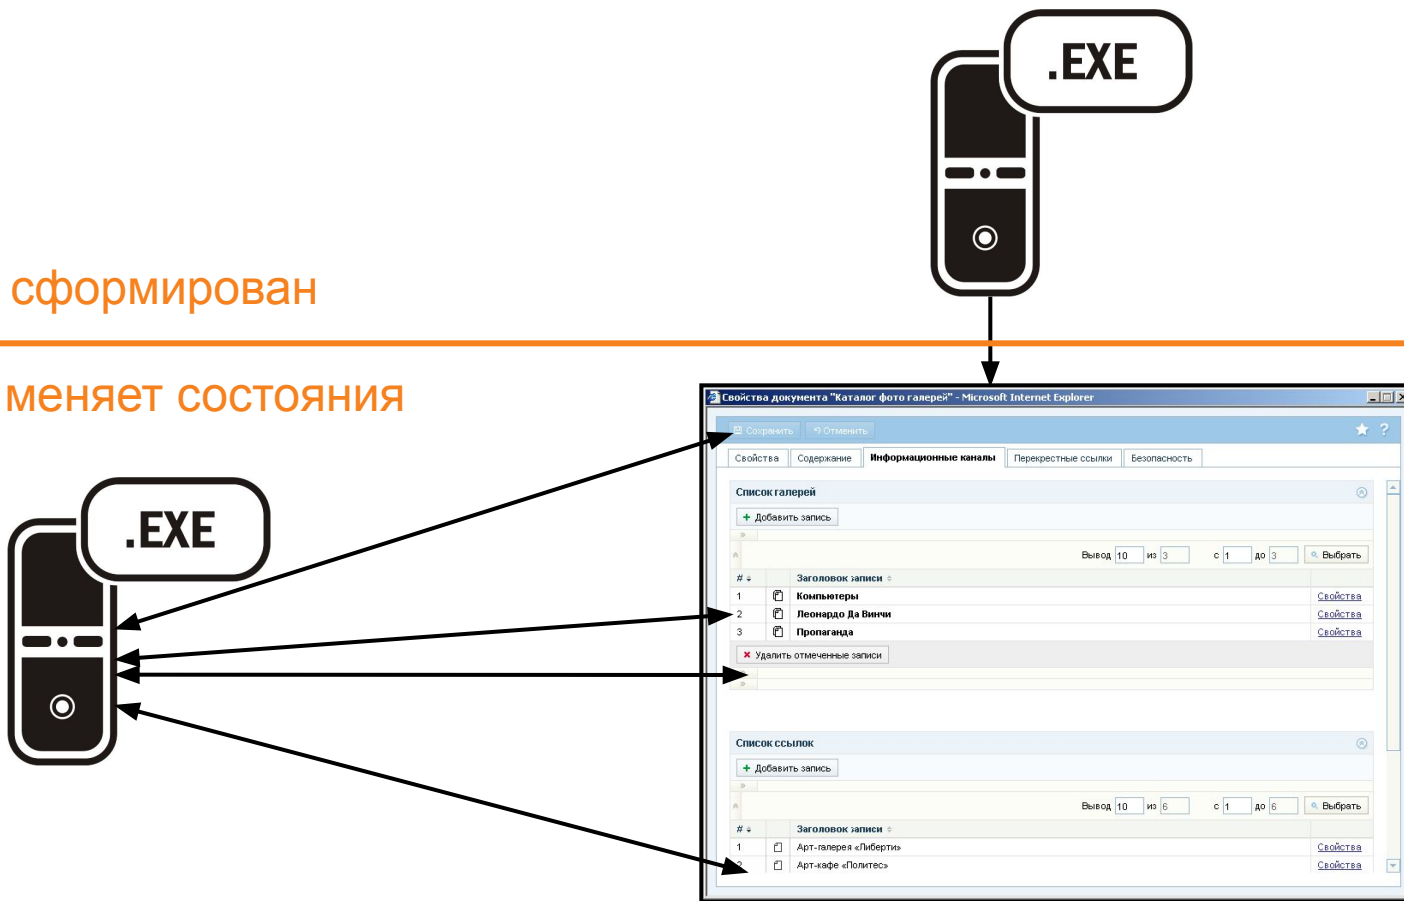 .EXE
сформирован
меняет состояния
.EXE
Свойства документа "Каталог фото галерей" - Microsoft Internet Explorer
Сохранить Отменить ?
Свойства Содержание Информационные каналы Перекрестные ссылки Безопасность
Список галерей
+ Добавить запись
»
Вывод 10 из 3 с 1 до 3 Выбрать
# Заголовок записи
1 Компьютеры Свойства
2 Леонардо Да Винчи Свойства
3 Пропаганда Свойства
Удалить отмеченные записи
»
Список ссылок
+ Добавить запись
»
Вывод 10 из 6 с 1 до 6 Выбрать
# Заголовок записи
1 Арт-галерея «Либерти» Свойства
2 Арт-кафе «Политес» Свойства